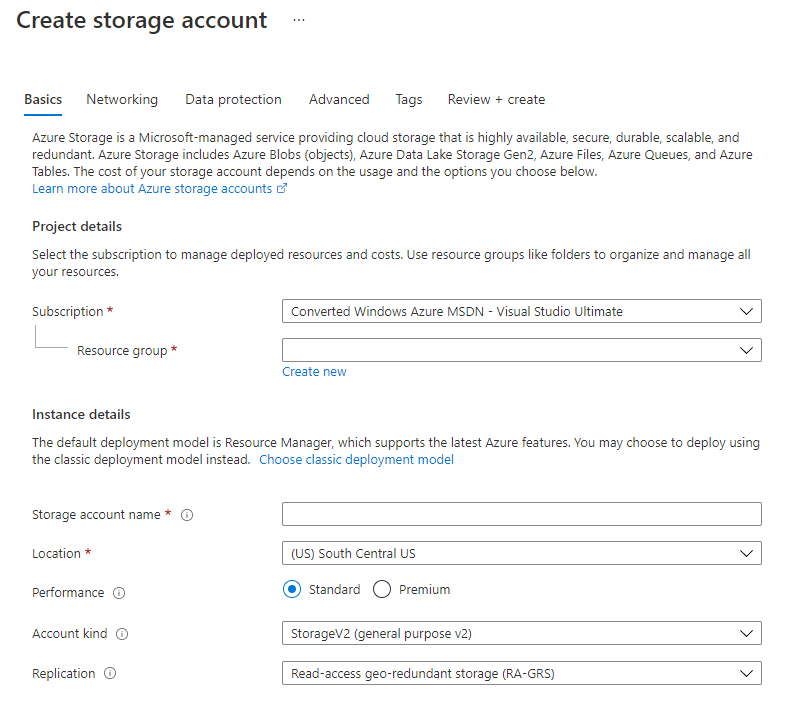 Create storage account ...
Basics Networking Data protection Advanced Tags Review + create
Azure Storage is a Microsoft-managed service providing cloud storage that is highly available, secure, durable, scalable, and
redundant. Azure Storage includes Azure Blobs (objects), Azure Data Lake Storage Gen2, Azure Files, Azure Queues, and Azure
Tables. The cost of your storage account depends on the usage and the options you choose below.
Learn more about Azure storage accounts
Project details
Select the subscription to manage deployed resources and costs. Use resource groups like folders to organize and manage all
your resources.
Subscription * Converted Windows Azure MSDN - Visual Studio Ultimate
Resource group *
Create new
Instance details
The default deployment model is Resource Manager, which supports the latest Azure features. You may choose to deploy using
the classic deployment model instead. Choose classic deployment model
Storage account name *
Location * (US) South Central US
Performance Standard Premium
Account kind StorageV2 (general purpose v2)
Replication Read-access geo-redundant storage (RA-GRS)